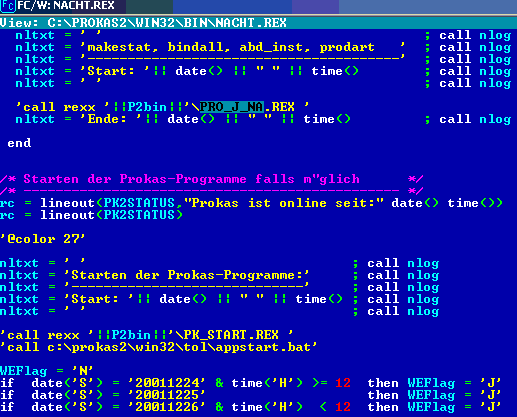 FC/W: NACHT.REX
View: C:\PROKAS2\WIN32\BIN\NACHT.REX
nltxt = ' ' ; call nlog
nltxt = 'makestat, bindall, abd_inst, prodart ' ; call nlog
nltxt = '----------------------------------------' ; call nlog
nltxt = 'Start: '|| date() || " " || time() ; call nlog
nltxt = ' ' ; call nlog
'call rexx '||P2bin||'\PRO_J_NA.REX '
nltxt = 'Ende: '|| date() || " " || time() ; call nlog
end
/* Starten der Prokas-Programme falls m"glich */
/* ------------------------------------------------ */
rc = lineout(PK2STATUS,"Prokas ist online seit:" date() time())
rc = lineout(PK2STATUS)
'@color 27'
nltxt = ' ' ; call nlog
nltxt = 'Starten der Prokas-Programme:' ; call nlog
nltxt = '-----------------------------' ; call nlog
nltxt = 'Start: '|| date() || " " || time() ; call nlog
nltxt = ' ' ; call nlog
'call rexx '||P2bin||'\PK_START.REX '
'call c:\prokas2\win32\tol\appstart.bat'
WEFlag = 'N'
if date('S') = '20011224' & time('H') >= 12 then WEFlag = 'J'
if date('S') = '20011225' then WEFlag = 'J'
if date('S') = '20011226' & time('H') < 12 then WEFlag = 'J'